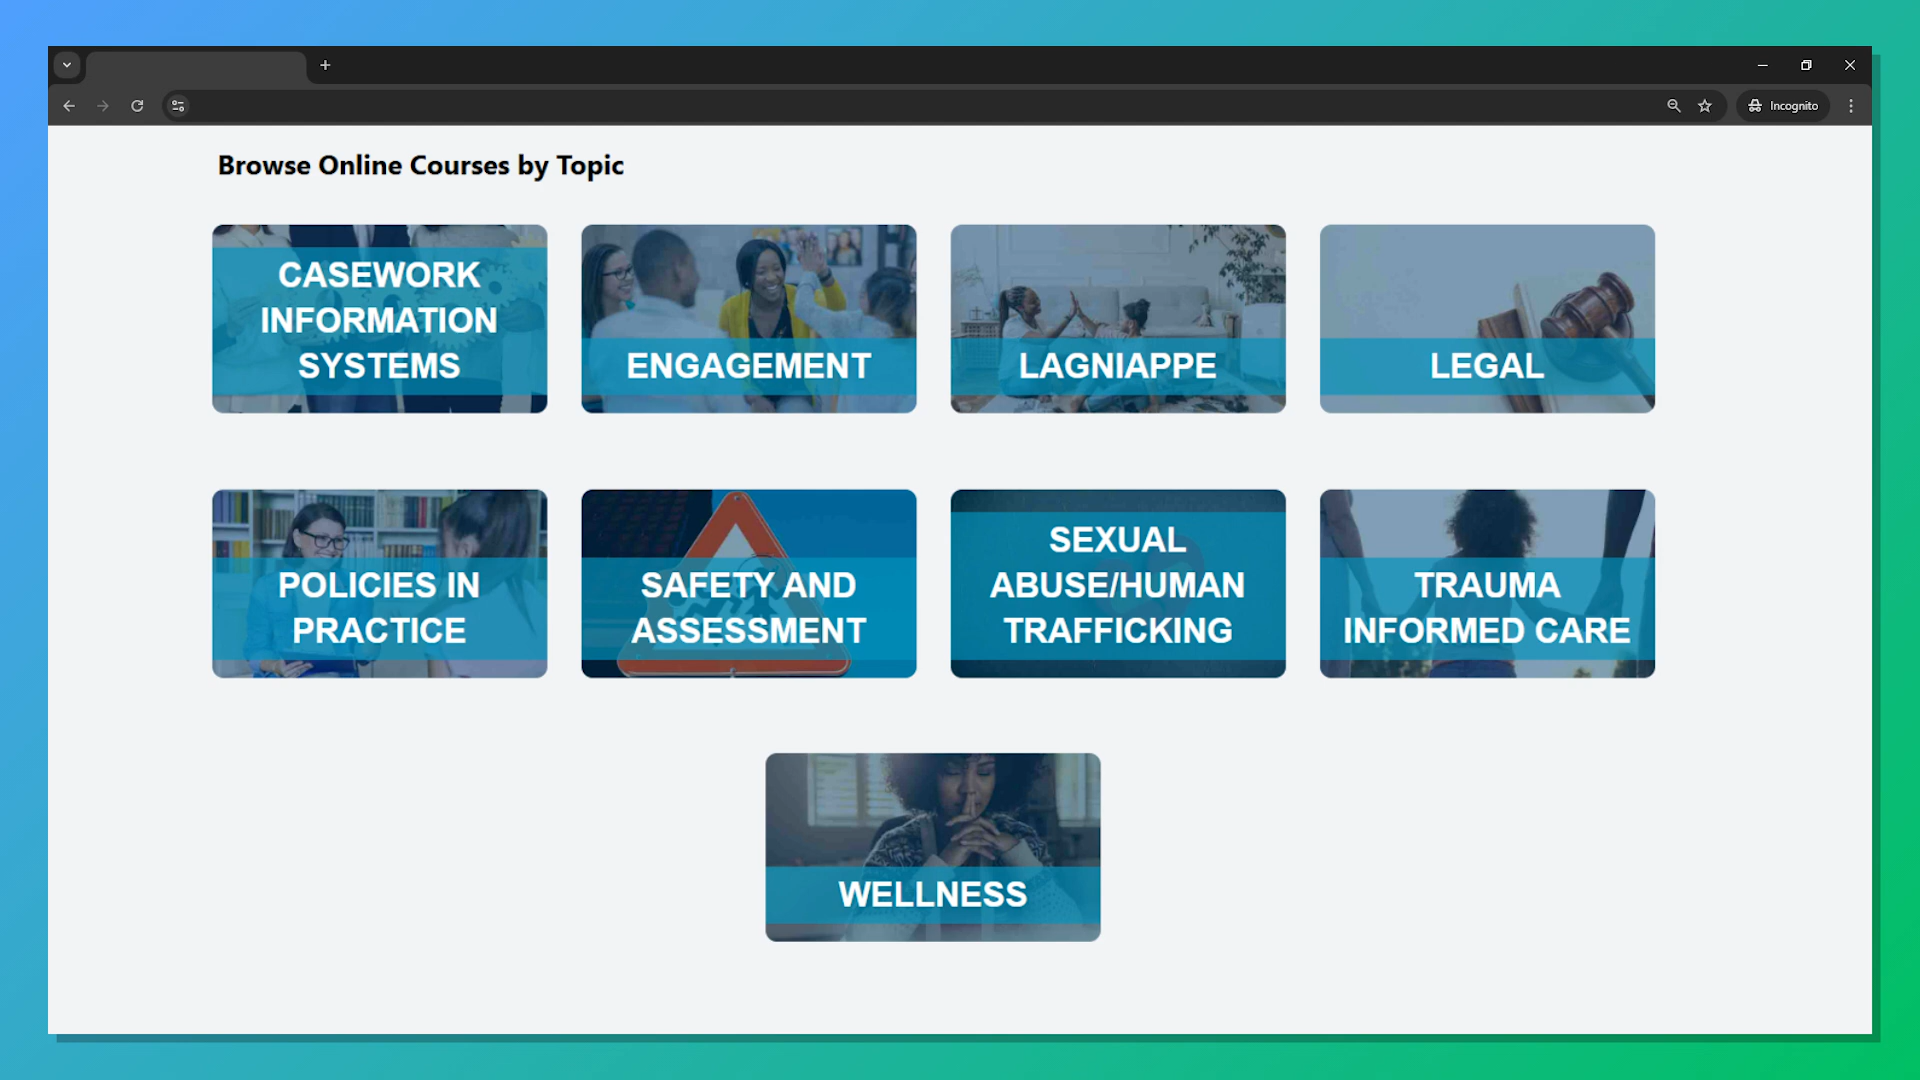 Incognito
Browse Online Courses by Topic
CASEWORK
INFORMATION
SYSTEMS
ENGAGEMENT
LAGNIAPPE
LEGAL
POLICIES IN
PRACTICE
SAFETY AND
ASSESSMENT
SEXUAL
ABUSE/HUMAN
TRAFFICKING
TRAUMA
INFORMED CARE
WELLNESS